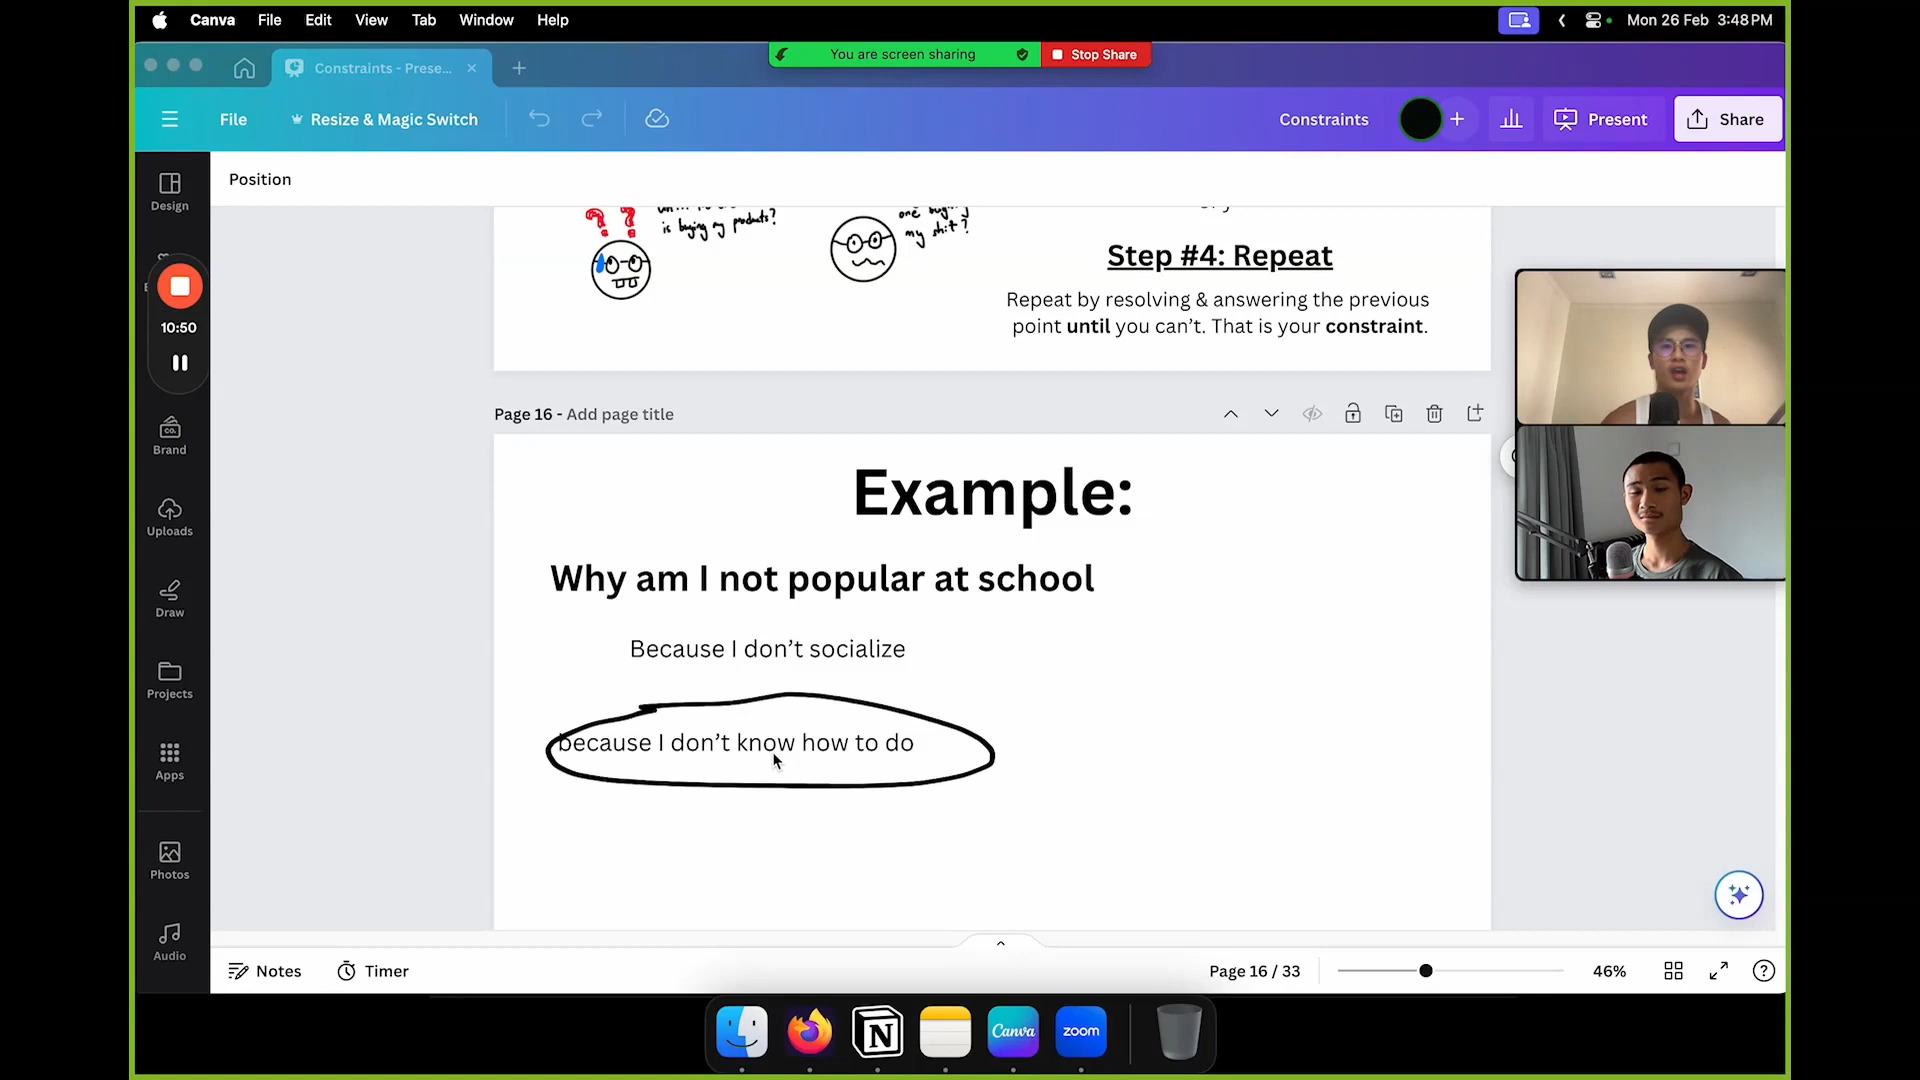 Canva File Edit View Tab Window Help
Mon 26 Feb 3:48 PM
Constraints - Prese...
You are screen sharing
Stop Share
File
Resize & Magic Switch
Constraints
Present
Share
Position
Design
10:50
Brand
Uploads
Draw
Projects
Apps
Photos
Audio
is buying my products?
one buying
my shit?
Step #4: Repeat
Repeat by resolving & answering the previous
point until you can’t. That is your constraint.
Page 16 - Add page title
Example:
Why am I not popular at school
Because I don’t socialize
because I don’t know how to do
Notes
Timer
Page 16 / 33
46%
Canva
zoom